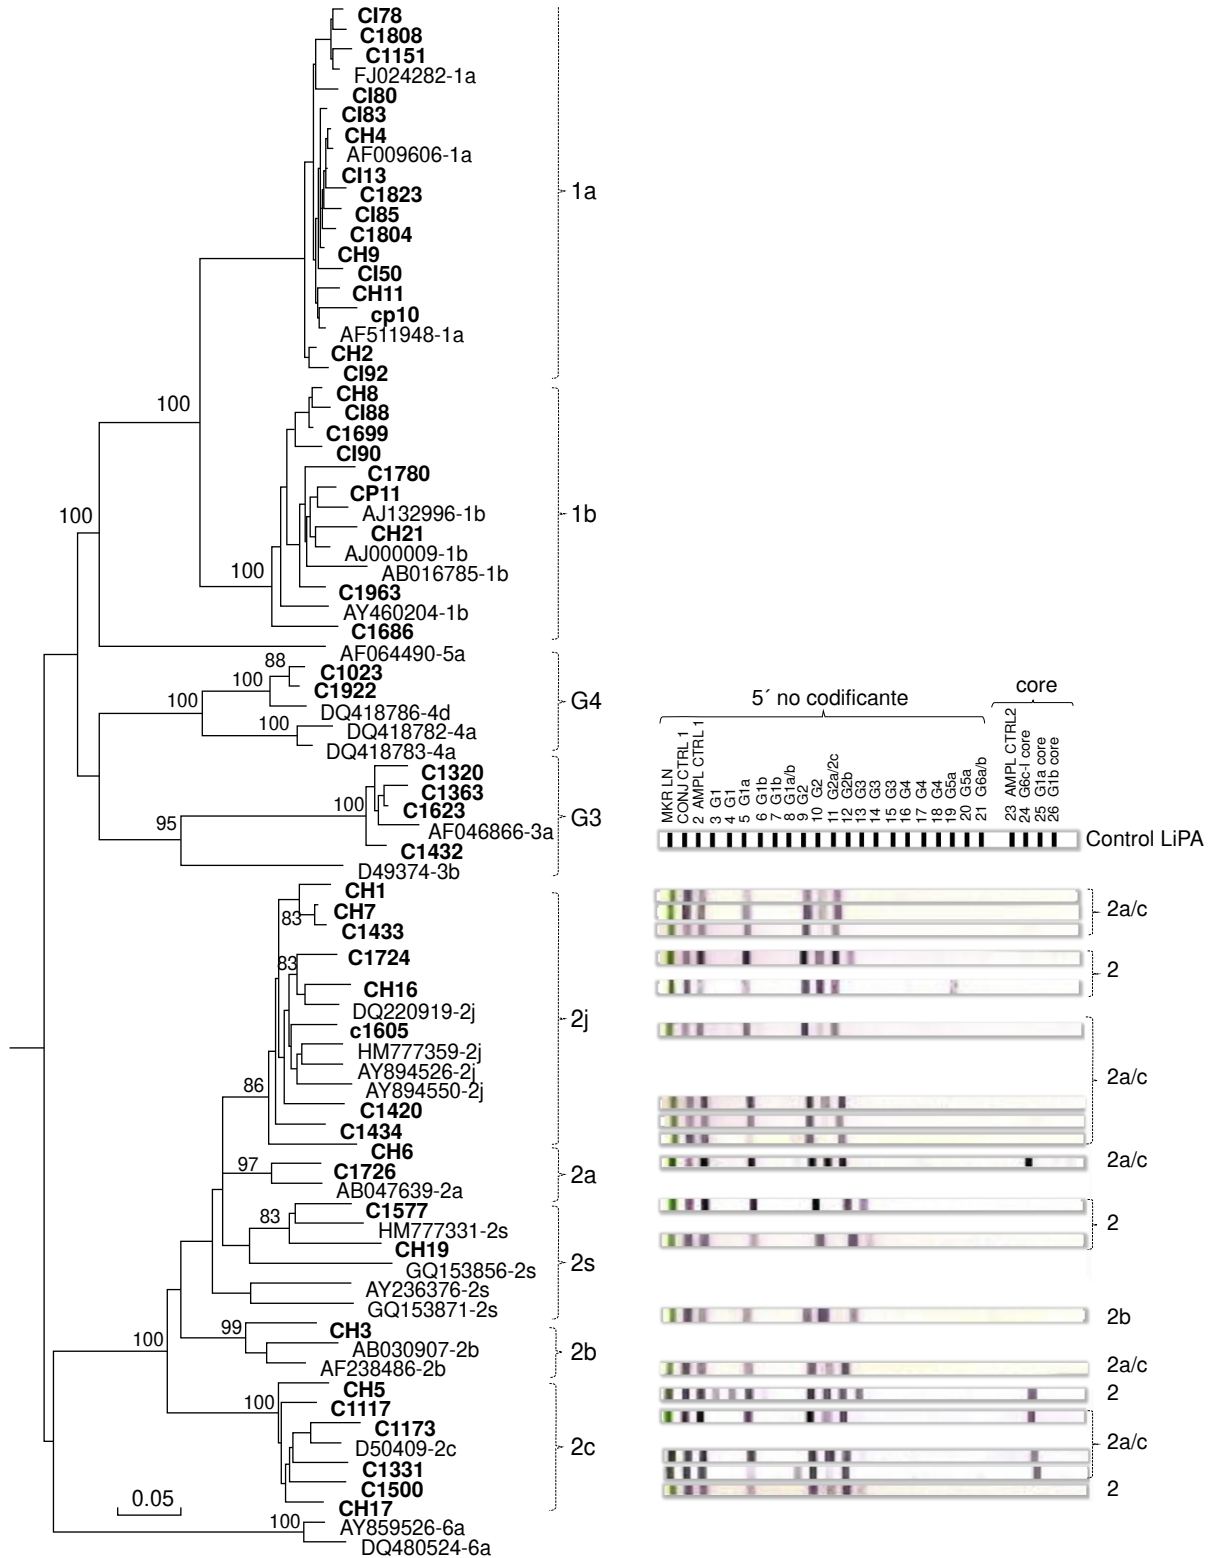 CI78
C1808
C1151
FJ024282-1a
CI80
CI83
CH4
AF009606-1a
CI13
1a
C1823
CI85
C1804
CH9
CI50
CH11
cp10
AF511948-1a
CH2
CI92
CH8
100
CI88
C1699
CI90
C1780
CP11
AJ132996-1b
1b
100
CH21
AJ000009-1b
100
AB016785-1b
C1963
AY460204-1b
C1686
AF064490-5a
88
C1023
100
C1922
100
DQ418786-4d
G4
100
DQ418782-4a
DQ418783-4a
C1320
C1363
100
C1623
G3
95
AF046866-3a
C1432
D49374-3b
CH1
83
CH7
C1433
83
C1724
CH16
DQ220919-2j
2j
c1605
HM777359-2j
AY894526-2j
86
AY894550-2j
C1420
C1434
CH6
97
C1726
2a
AB047639-2a
83
C1577
HM777331-2s
CH19
2s
GQ153856-2s
AY236376-2s
GQ153871-2s
99
CH3
100
AB030907-2b
2b
AF238486-2b
CH5
100
C1117
C1173
D50409-2c
2c
C1331
C1500
0.05
CH17
100
AY859526-6a
DQ480524-6a
5´ no codificante
core
MKR LN
CONJ CTRL 1
2 AMPL CTRL 1
3 G1
4 G1
5 G1a
6 G1b
7 G1b
8 G1a/b
9 G2
10 G2
11 G2a/2c
12 G2b
13 G3
14 G3
15 G3
16 G4
17 G4
18 G4
19 G5a
20 G5a
21 G6a/b
23 AMPL CTRL2
24 G6c-l core
25 G1a core
26 G1b core
Control LiPA
2a/c
2
2a/c
2a/c
2
2b
2a/c
2
2a/c
2